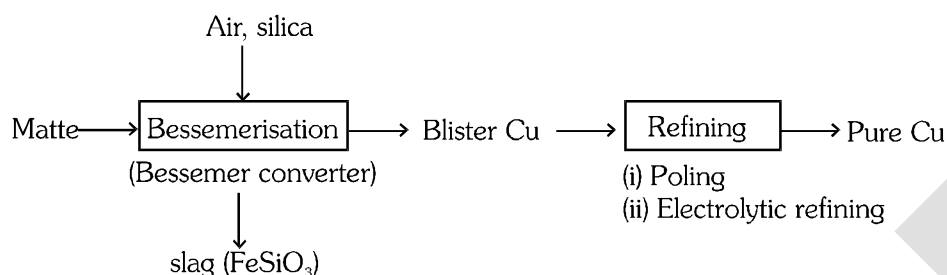 Air, silica
Matte Bessemerisation Blister Cu Refining Pure Cu
(Bessemer converter)
(i) Poling
(ii) Electrolytic refining
slag (FeSiO₃)